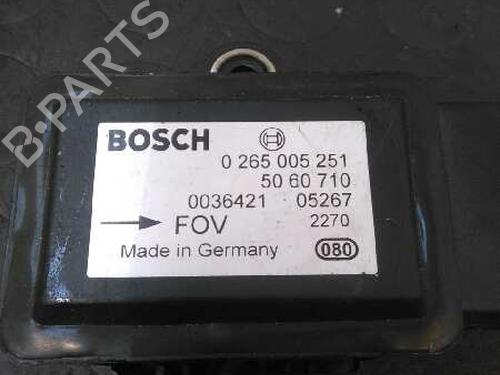 B-PARTS
BOSCH
0 265 005 251
50 60 710
0036421 05267
FOV 2270
Made in Germany 080